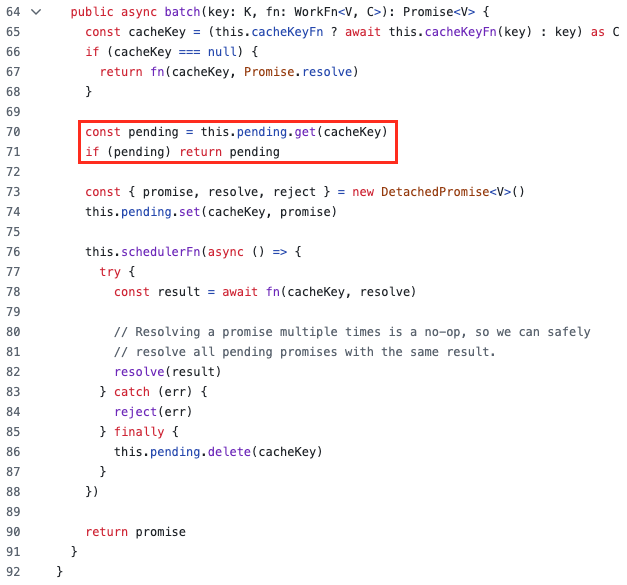 64 public async batch(key: K, fn: WorkFn<V, C>): Promise<V> {
65 const cacheKey = (this.cacheKeyFn ? await this.cacheKeyFn(key) : key) as C
66 if (cacheKey === null) {
67 return fn(cacheKey, Promise.resolve)
68 }
69
70 const pending = this.pending.get(cacheKey)
71 if (pending) return pending
72
73 const { promise, resolve, reject } = new DetachedPromise<V>()
74 this.pending.set(cacheKey, promise)
75
76 this.schedulerFn(async () => {
77 try {
78 const result = await fn(cacheKey, resolve)
79
80 // Resolving a promise multiple times is a no-op, so we can safely
81 // resolve all pending promises with the same result.
82 resolve(result)
83 } catch (err) {
84 reject(err)
85 } finally {
86 this.pending.delete(cacheKey)
87 }
88 })
89
90 return promise
91 }
92 }